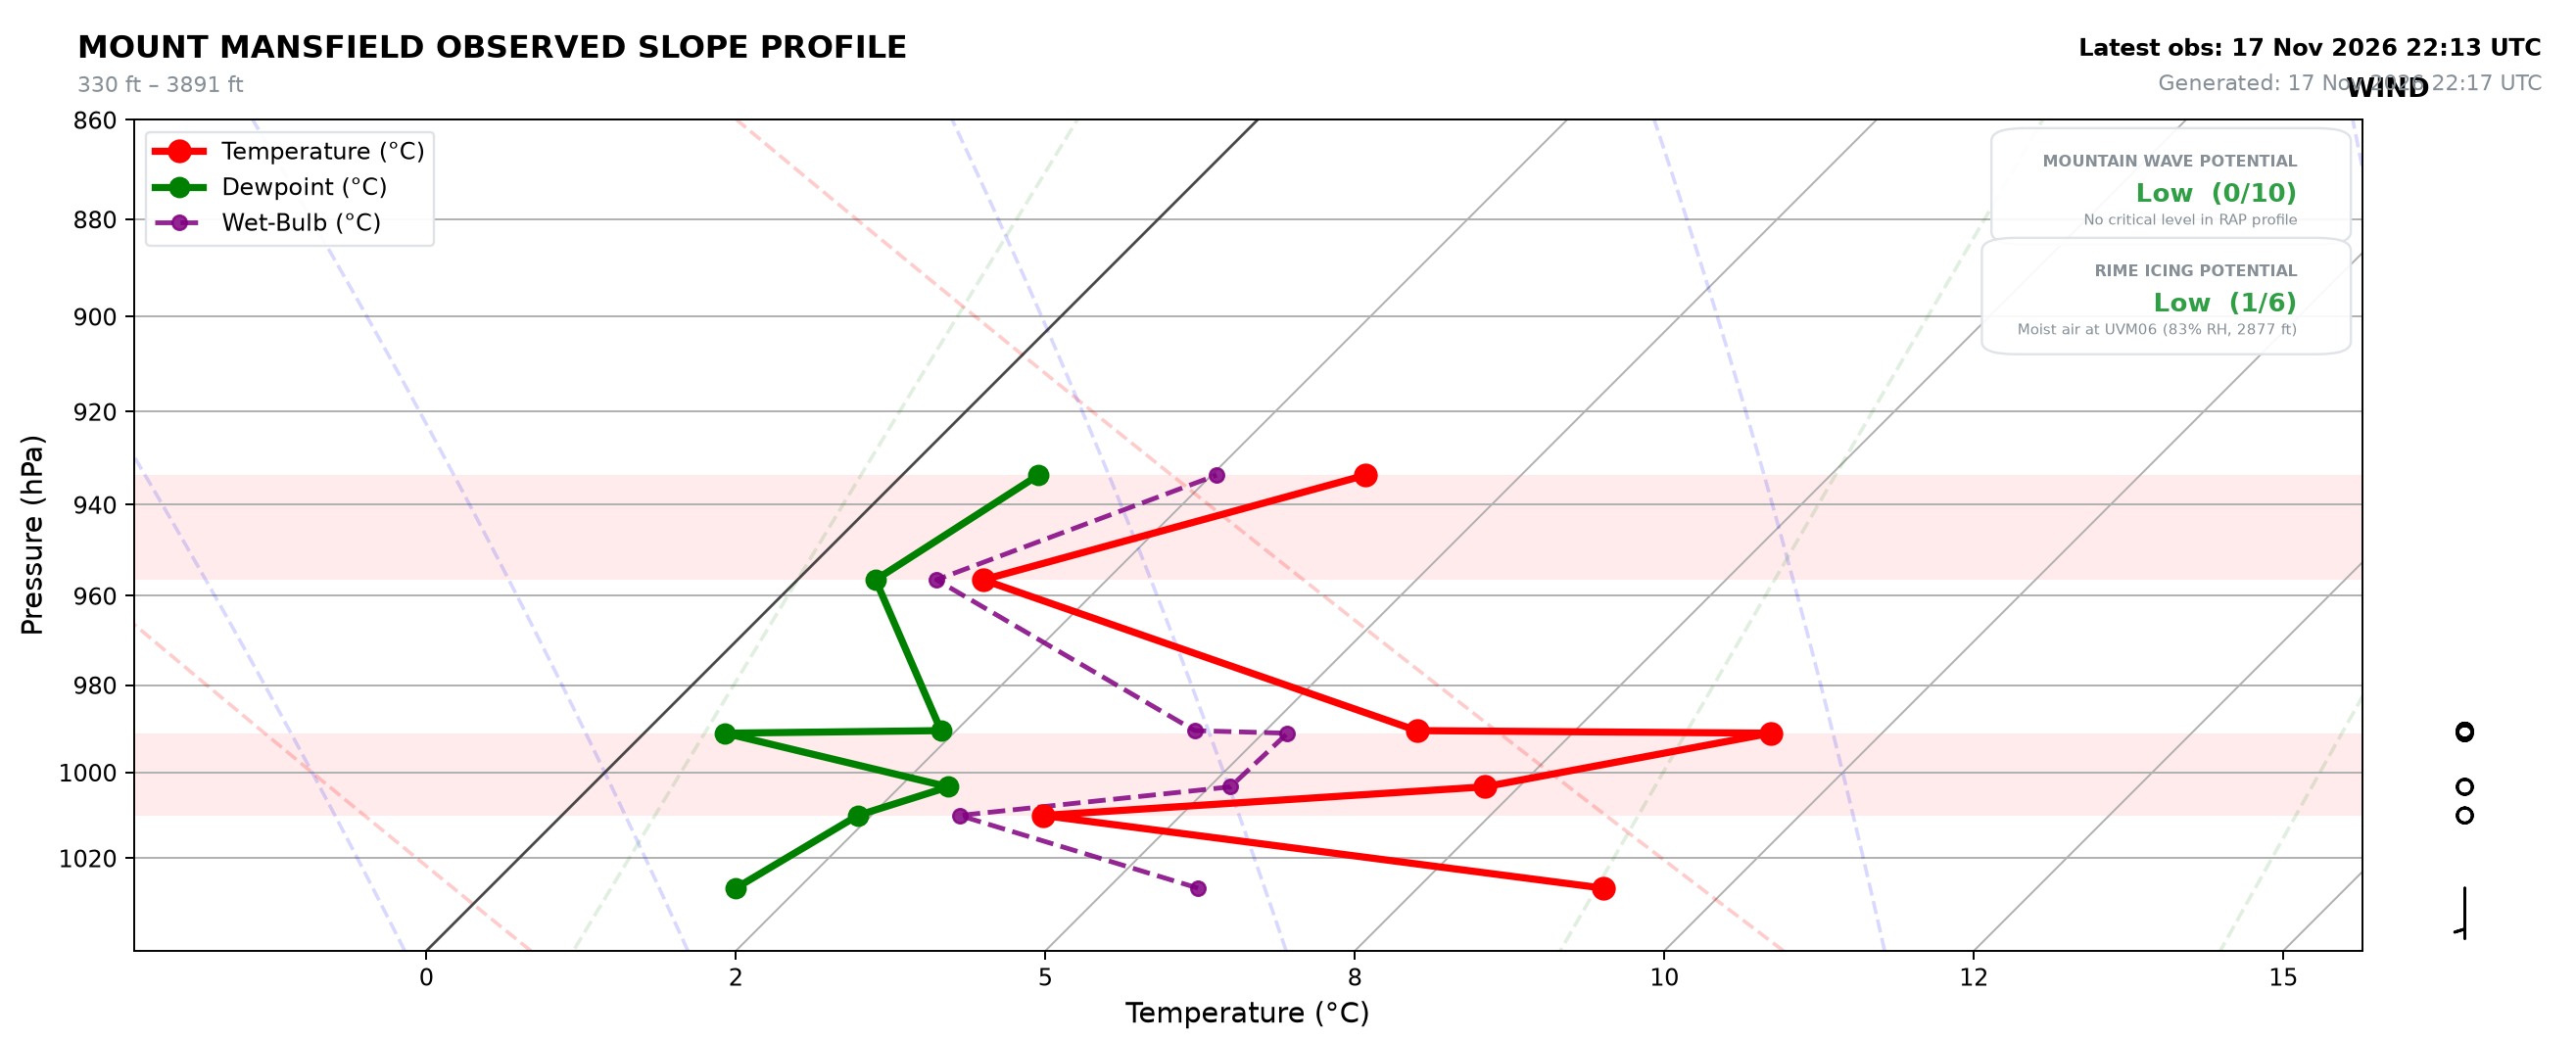 MOUNT MANSFIELD OBSERVED SLOPE PROFILE
330 ft – 3891 ft
Latest obs: 17 Nov 2026 22:13 UTC
Generated: 17 Nov 2026 22:17 UTC
WIND
Temperature (°C)
Dewpoint (°C)
Wet-Bulb (°C)
MOUNTAIN WAVE POTENTIAL
Low (0/10)
No critical level in RAP profile
RIME ICING POTENTIAL
Low (1/6)
Moist air at UVM06 (83% RH, 2877 ft)
Pressure (hPa)
860
880
900
920
940
960
980
1000
1020
0 2 5 8 10 12 15
Temperature (°C)